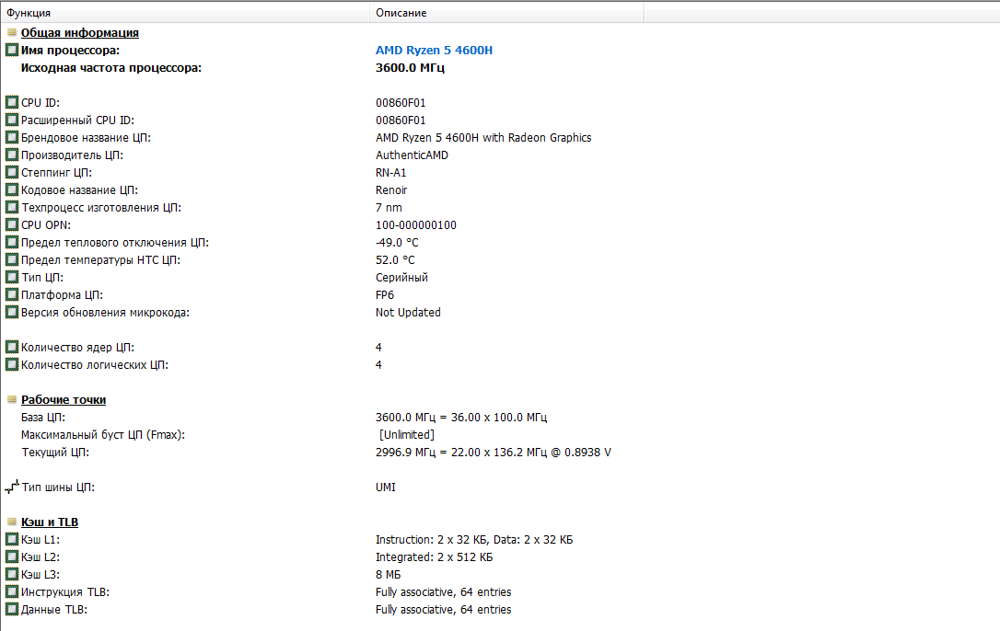 Функция Описание
Общая информация
Имя процессора: AMD Ryzen 5 4600H
Исходная частота процессора: 3600.0 МГц
CPU ID: 00860F01
Расширенный CPU ID: 00860F01
Брендовое название ЦП: AMD Ryzen 5 4600H with Radeon Graphics
Производитель ЦП: AuthenticAMD
Степпинг ЦП: RN-A1
Кодовое название ЦП: Renoir
Техпроцесс изготовления ЦП: 7 nm
CPU OPN: 100-000000100
Предел теплового отключения ЦП: -49.0 °C
Предел температуры HTC ЦП: 52.0 °C
Тип ЦП: Серийный
Платформа ЦП: FP6
Версия обновления микрокода: Not Updated
Количество ядер ЦП: 4
Количество логических ЦП: 4
Рабочие точки
База ЦП: 3600.0 МГц = 36.00 x 100.0 МГц
Максимальный буст ЦП (Fmax): [Unlimited]
Текущий ЦП: 2996.9 МГц = 22.00 x 136.2 МГц @ 0.8938 V
Тип шины ЦП: UMI
Кэш и TLB
Кэш L1: Instruction: 2 x 32 КБ, Data: 2 x 32 КБ
Кэш L2: Integrated: 2 x 512 КБ
Кэш L3: 8 МБ
Инструкция TLB: Fully associative, 64 entries
Данные TLB: Fully associative, 64 entries